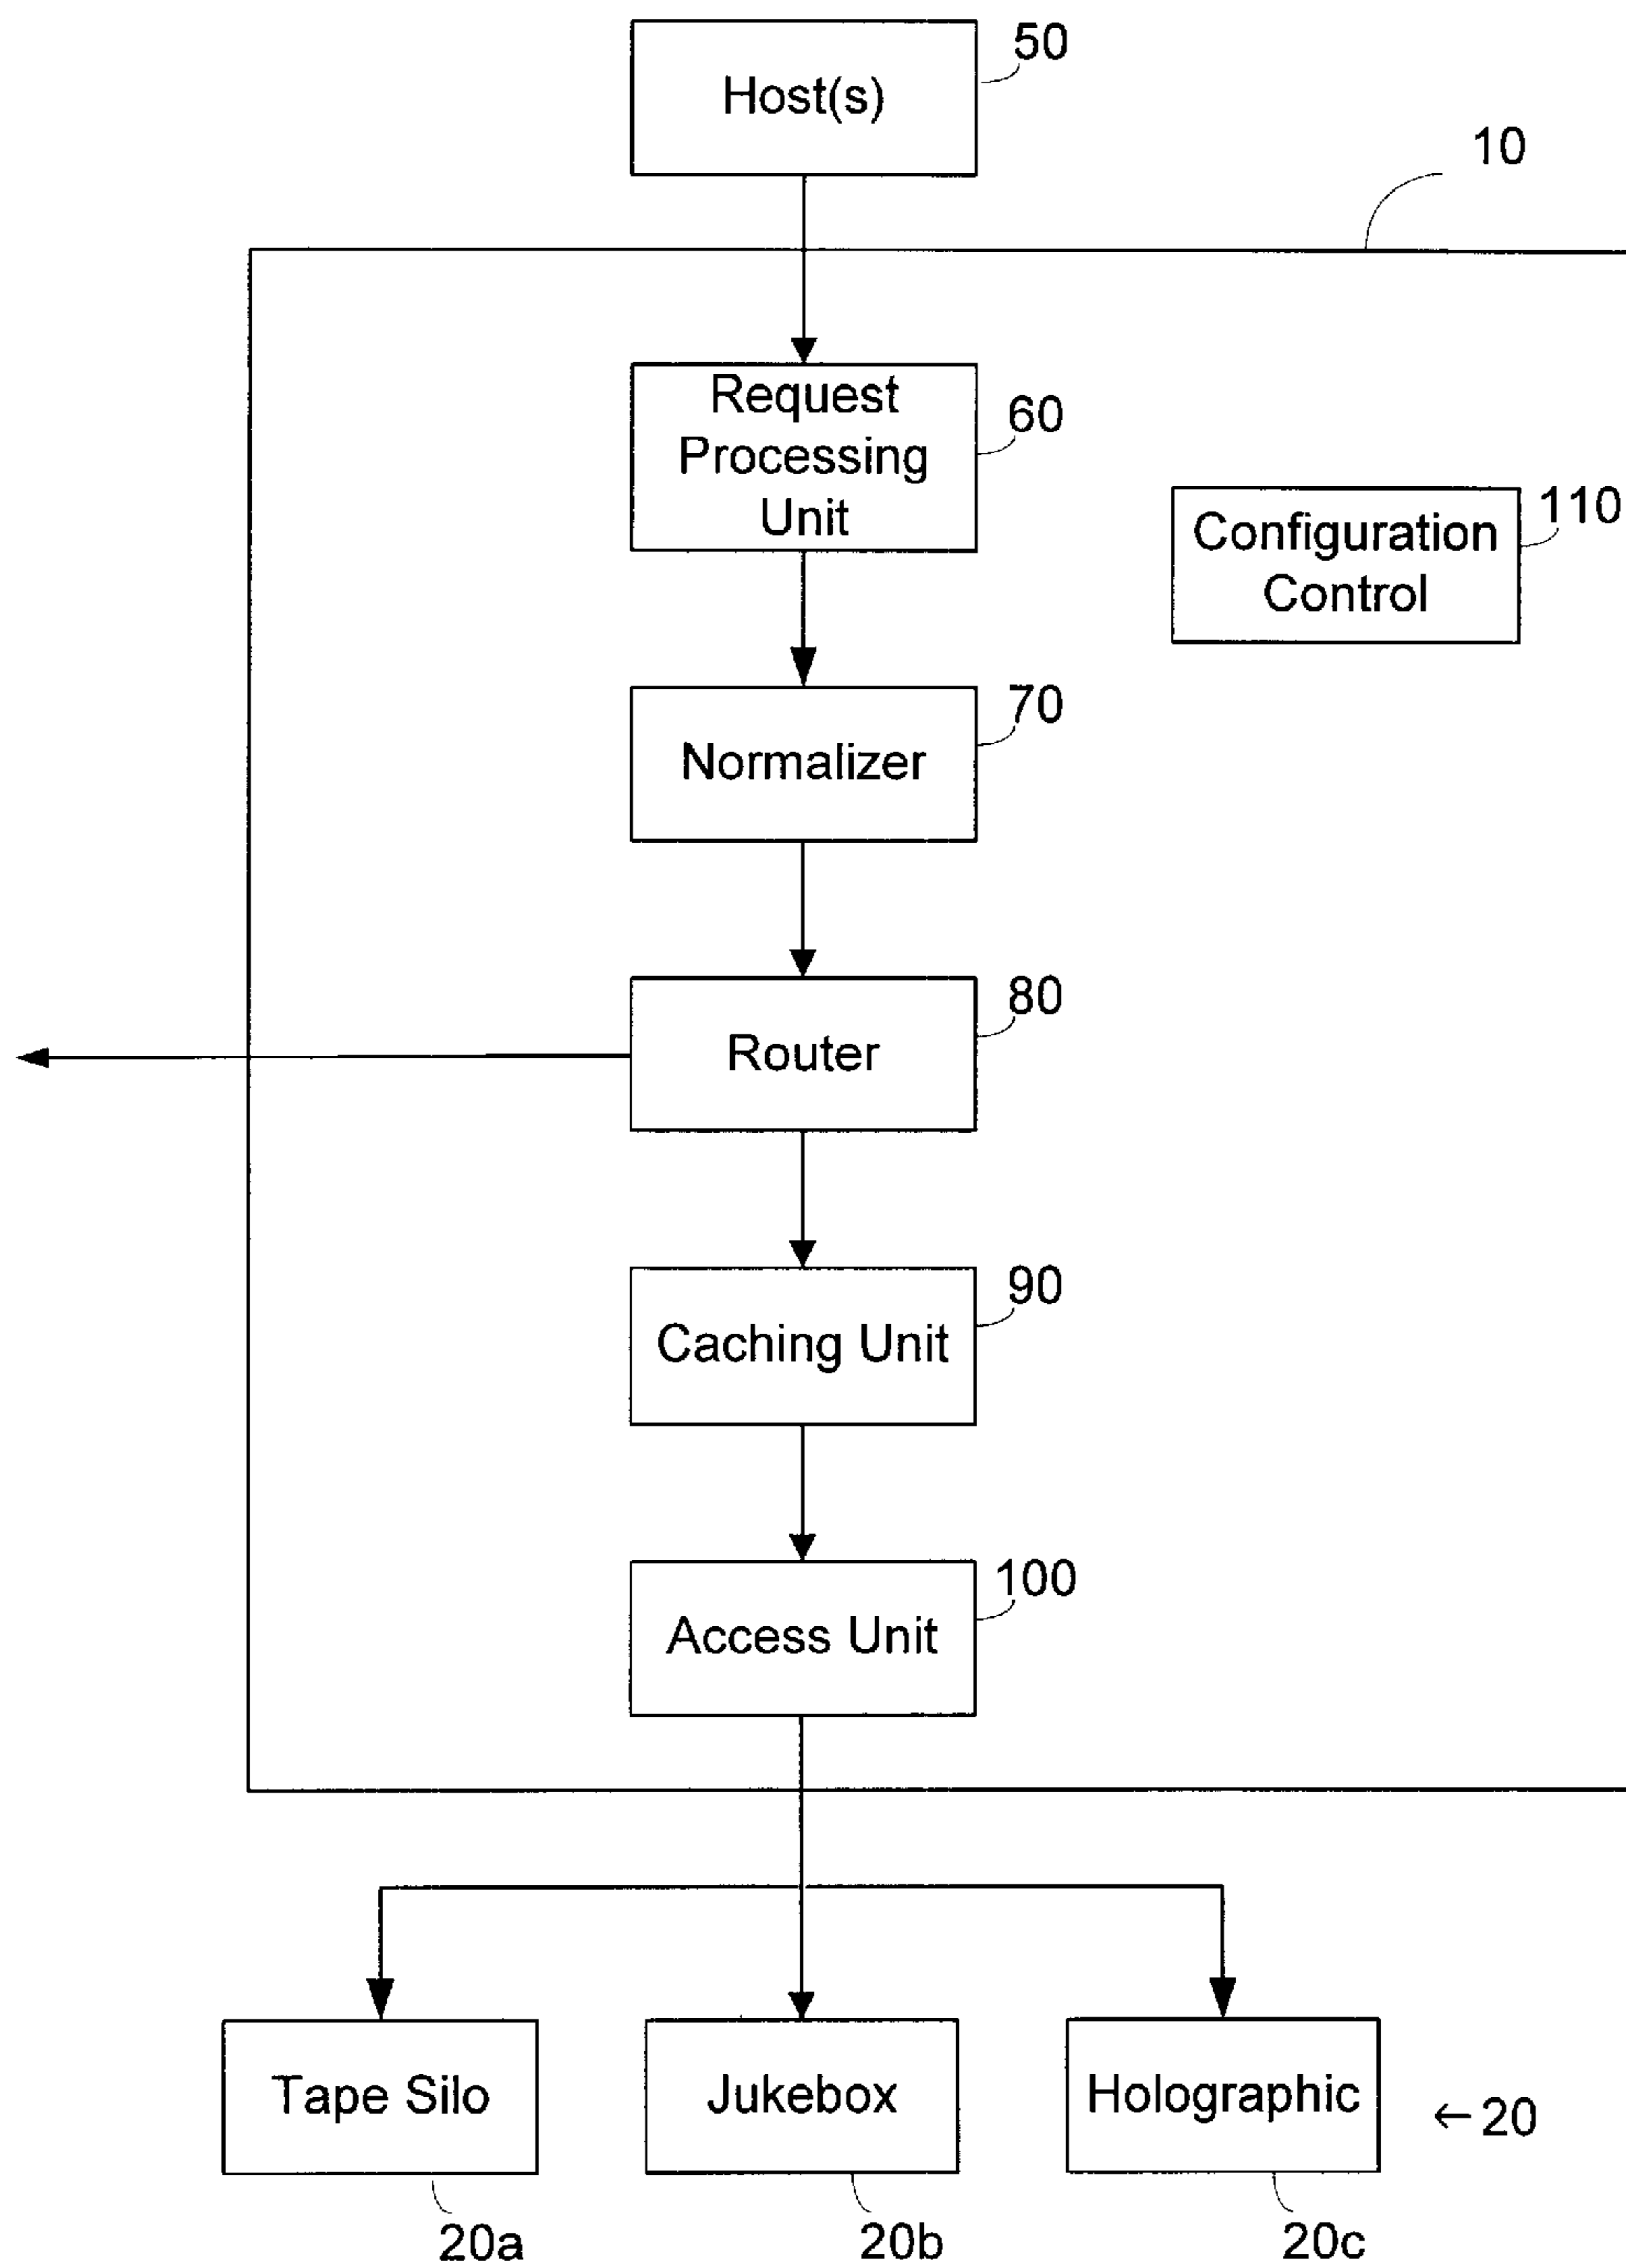 50
Host(s)
10
Request
Processing
Unit
60
Configuration
Control
110
70
Normalizer
80
Router
90
Caching Unit
100
Access Unit
Tape Silo
Jukebox
Holographic
←20
20a
20b
20c